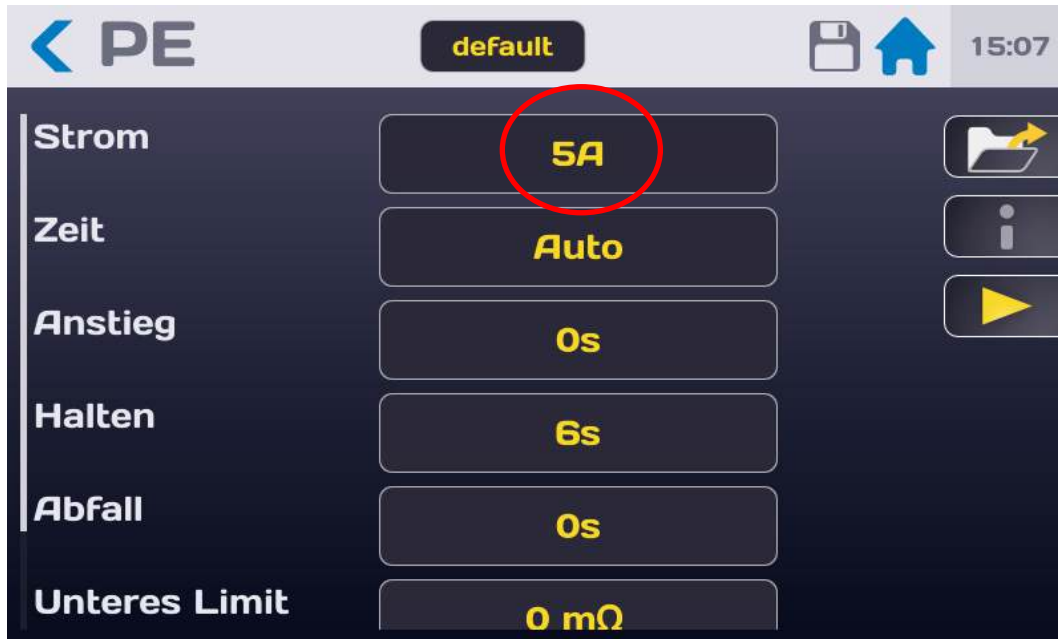 PE
default
15:07
Strom
5A
Zeit
Auto
Anstieg
0s
Halten
6s
Abfall
0s
Unteres Limit
0 mΩ